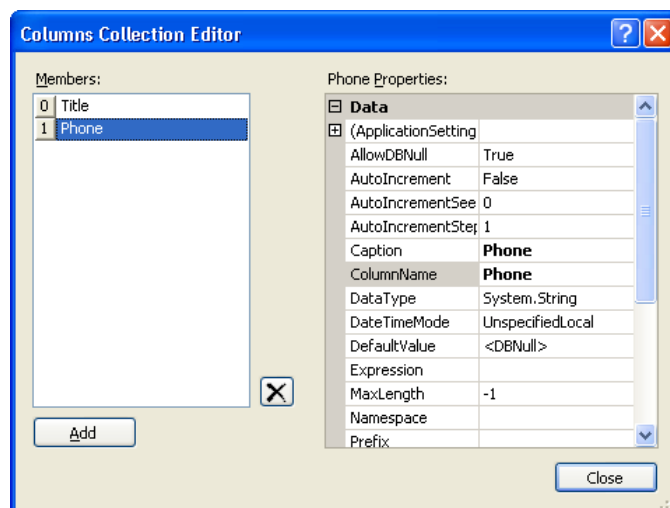 Columns Collection Editor
Members:
0 Title
1 Phone
Add
Phone Properties:
Data
(ApplicationSetting
AllowDBNull True
AutoIncrement False
AutoIncrementSee 0
AutoIncrementStep 1
Caption Phone
ColumnName Phone
DataType System.String
DateTimeMode UnspecifiedLocal
DefaultValue <DBNull>
Expression
MaxLength -1
Namespace
Prefix
Close